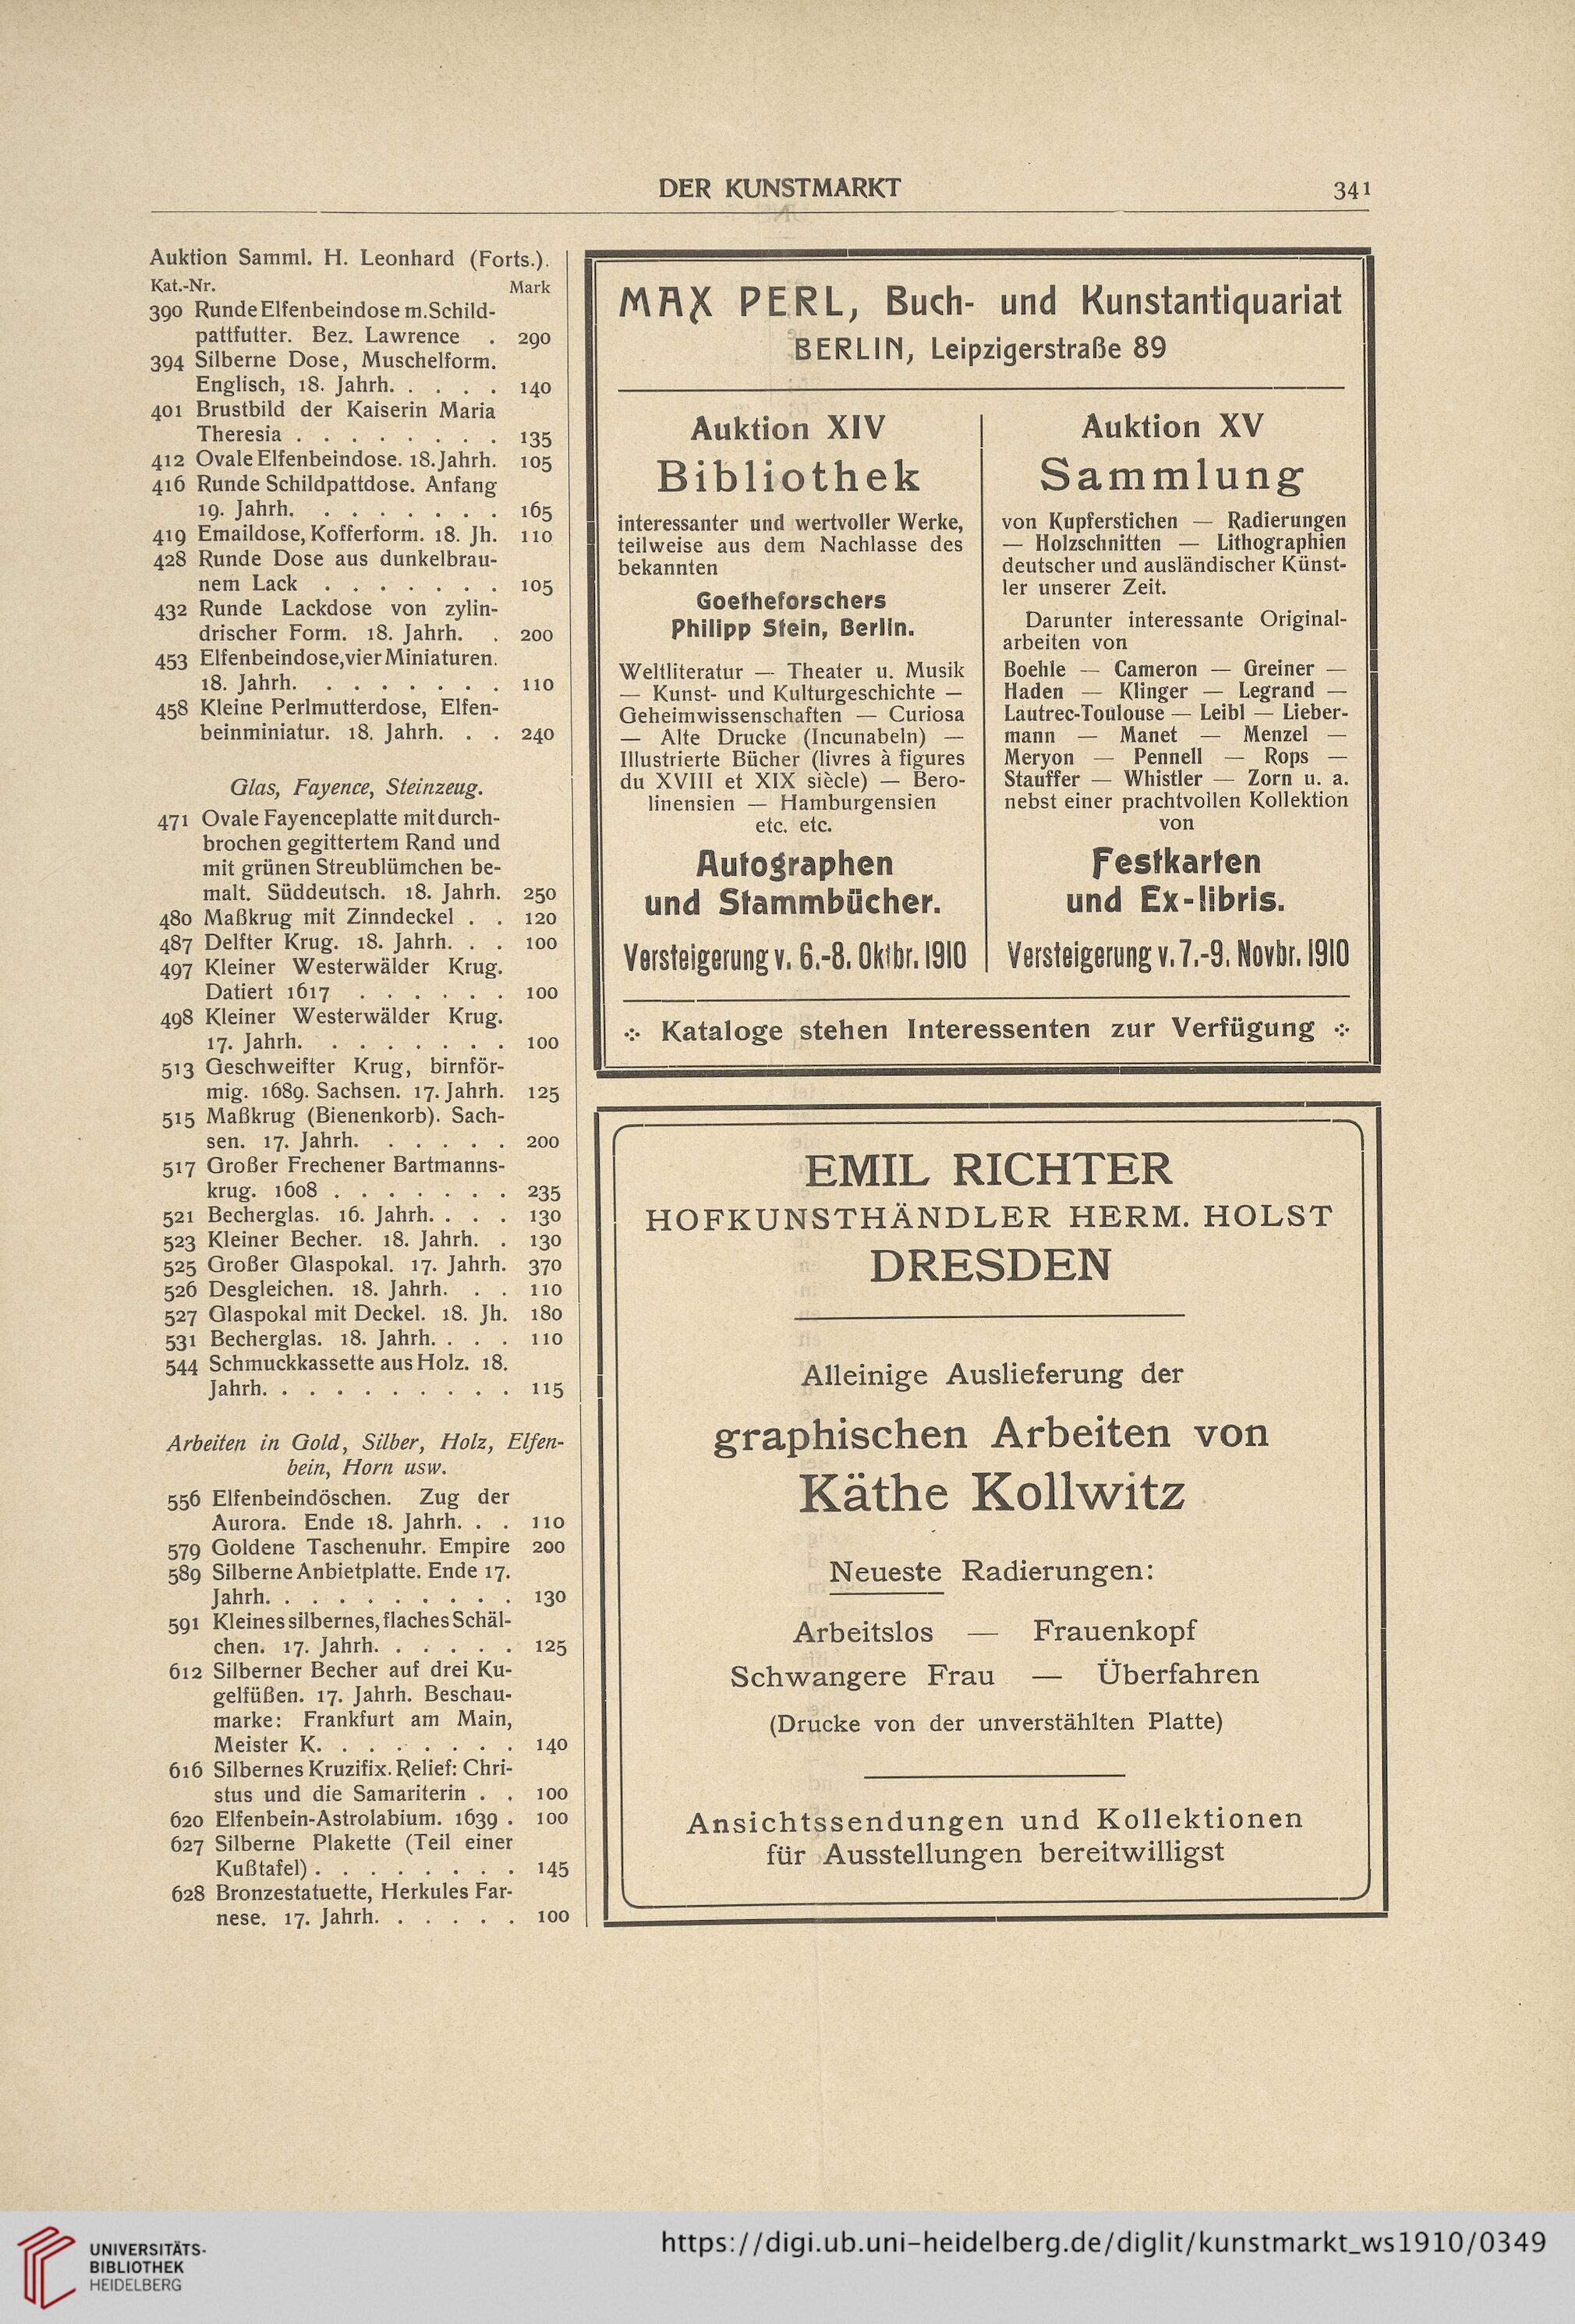 DER KUNSTMARKT
341
Auktion Samml. H. Leonhard (Forts.).
Kat.-Nr. Mark
390 Runde Elfenbeindose m. Schild-
pattfutter. Bez. Lawrence . 290
394 Silberne Dose, Muschelform.
Englisch, 18. Jahrh. . . . . 140
401 Brustbild der Kaiserin Maria
Theresia . . . . . . . . 135
412 Ovale Elfenbeindose. 18. Jahrh. 105
416 Runde Schildpattdose. Anfang
19. Jahrh. . . . . . . . 165
419 Emaildose, Kofferform. 18. Jh. 110
428 Runde Dose aus dunkelbrau-
nem Lack . . . . . . . 105
432 Runde Lackdose von zylin-
drischer Form. 18. Jahrh. . 200
453 Elfenbeindose, vier Miniaturen.
18. Jahrh. . . . . . . . 110
458 Kleine Perlmutterdose, Elfen-
beinminiatur. 18. Jahrh. . . 240
Glas, Fayence, Steinzeug.
471 Ovale Fayenceplatte mit durch-
brochen gegittertem Rand und
mit grünen Streublümchen be-
malt. Süddeutsch. 18. Jahrh. 250
480 Maßkrug mit Zinndeckel . . 120
487 Delfter Krug. 18. Jahrh. . . 100
497 Kleiner Westerwälder Krug.
Datiert 1617 . . . . . . 100
498 Kleiner Westerwälder Krug.
17. Jahrh. . . . . . . . 100
513 Geschweifter Krug, birnför-
mig. 1689. Sachsen. 17. Jahrh. 125
515 Maßkrug (Bienenkorb). Sach-
sen. 17. Jahrh. . . . . . 200
517 Großer Frechener Bartmanns-
krug. 1608 . . . . . . . 235
521 Becherglas. 16. Jahrh. . . . 130
523 Kleiner Becher. 18. Jahrh. . 130
525 Großer Glaspokal. 17. Jahrh. 370
526 Desgleichen. 18. Jahrh. . . 110
527 Glaspokal mit Deckel. 18. Jh. 180
531 Becherglas. 18. Jahrh. . . . 110
544 Schmuckkassette aus Holz. 18.
Jahrh. . . . . . . . . . 115
Arbeiten in Gold, Silber, Holz, Elfen-
bein, Horn usw.
556 Elfenbeindöschen. Zug der
Aurora. Ende 18. Jahrh. . . 110
579 Goldene Taschenuhr. Empire 200
589 Silberne Anbietplatte. Ende 17.
Jahrh. . . . . . . . . . 130
591 Kleines silbernes, flaches Schäl-
chen. 17. Jahrh. . . . . . 125
612 Silberner Becher auf drei Ku-
gelfüßen. 17. Jahrh. Beschau-
marke: Frankfurt am Main,
Meister K. . . . . . . . 140
616 Silbernes Kruzifix. Relief: Chri-
stus und die Samariterin . . 100
620 Elfenbein-Astrolabium. 1639 . 100
627 Silberne Plakette (Teil einer
Kußtafel) . . . . . . . . 145
628 Bronzestatuette, Herkules Far-
nese. 17. Jahrh. . . . . . 100
MAX PERL, Buch- und Kunstantiquariat
BERLIN, Leipzigerstraße 89
Auktion XIV
Bibliothek
interessanter und wertvoller Werke,
teilweise aus dem Nachlasse des
bekannten
Goetheforschers
Philipp Stein, Berlin.
Weltliteratur — Theater u. Musik
— Kunst- und Kulturgeschichte —
Geheimwissenschaften — Curiosa
— Alte Drucke (Incunabeln) —
Illustrierte Bücher (livres à figures
du XVIII et XIX siècle) — Bero-
linensien — Hamburgensien
etc. etc.
Autographen
und Stammbücher.
Versteigerung v. 6.-8. Oktbr. 1910
Auktion XV
Sammlung
von Kupferstichen — Radierungen
— Holzschnitten — Lithographien
deutscher und ausländischer Künst-
ler unserer Zeit.
Darunter interessante Original-
arbeiten von
Boehle — Cameron — Greiner —
Haden — Klinger — Legrand —
Lautrec-Toulouse — Leibl — Lieber-
mann — Manet — Menzel —
Meryon — Pennell — Rops —
Stauffer — Whistler — Zorn u. a.
nebst einer prachtvollen Kollektion
von
Festkarten
und Ex-libris.
Versteigerung v. 7.-9. Novbr. 1910
Kataloge stehen Interessenten zur Verfügung
EMIL RICHTER
HOFKUNSTHÄNDLER HERM. HOLST
DRESDEN
Alleinige Auslieferung der
graphischen Arbeiten von
Käthe Kollwitz
Neueste Radierungen:
Arbeitslos — Frauenkopf
Schwangere Frau — Überfahren
(Drucke von der unverstählten Platte)
Ansichtssendungen und Kollektionen
für Ausstellungen bereitwilligst
UNIVERSITÄTS-
BIBLIOTHEK
HEIDELBERG
https://digi.ub.uni-heidelberg.de/diglit/kunstmarkt_ws1910/0349